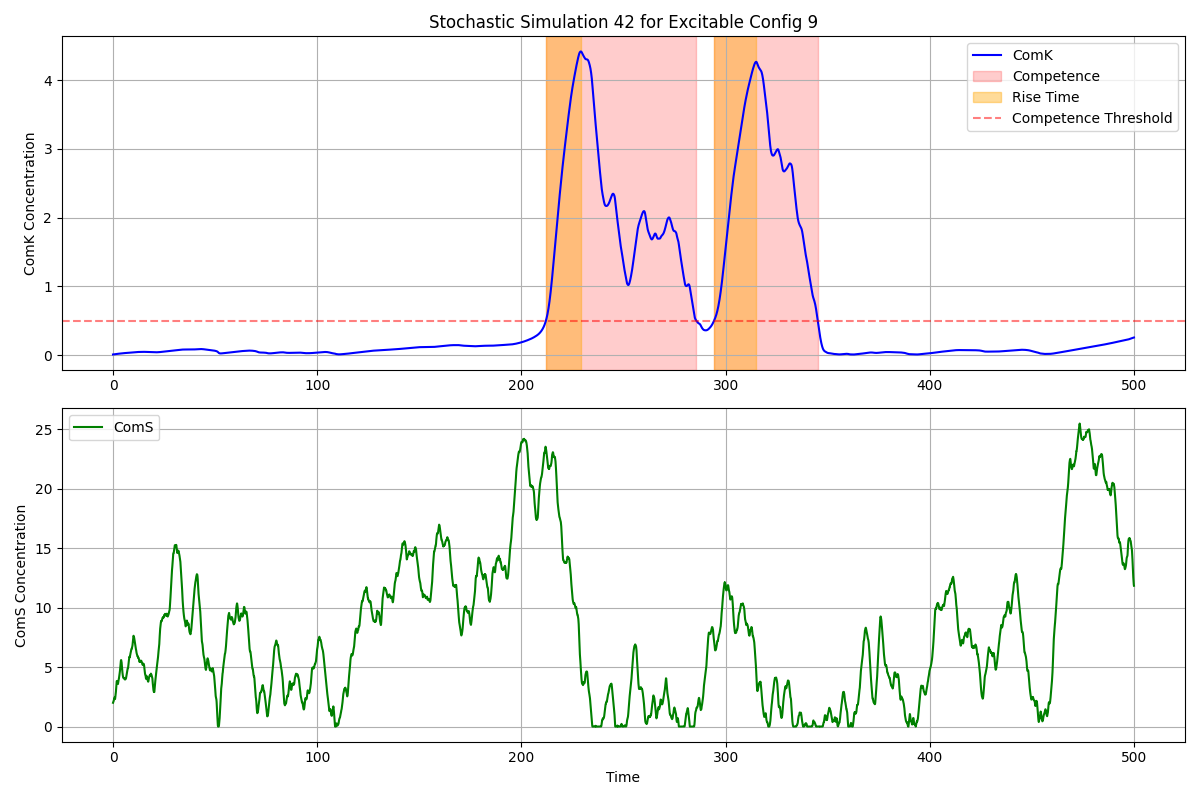 Stochastic Simulation 42 for Excitable Config 9
ComK Concentration
4
3
2
1
0
ComK
Competence
Rise Time
Competence Threshold
0 100 200 300 400 500
ComS Concentration
25
20
15
10
5
0
ComS
0 100 200 300 400 500
Time